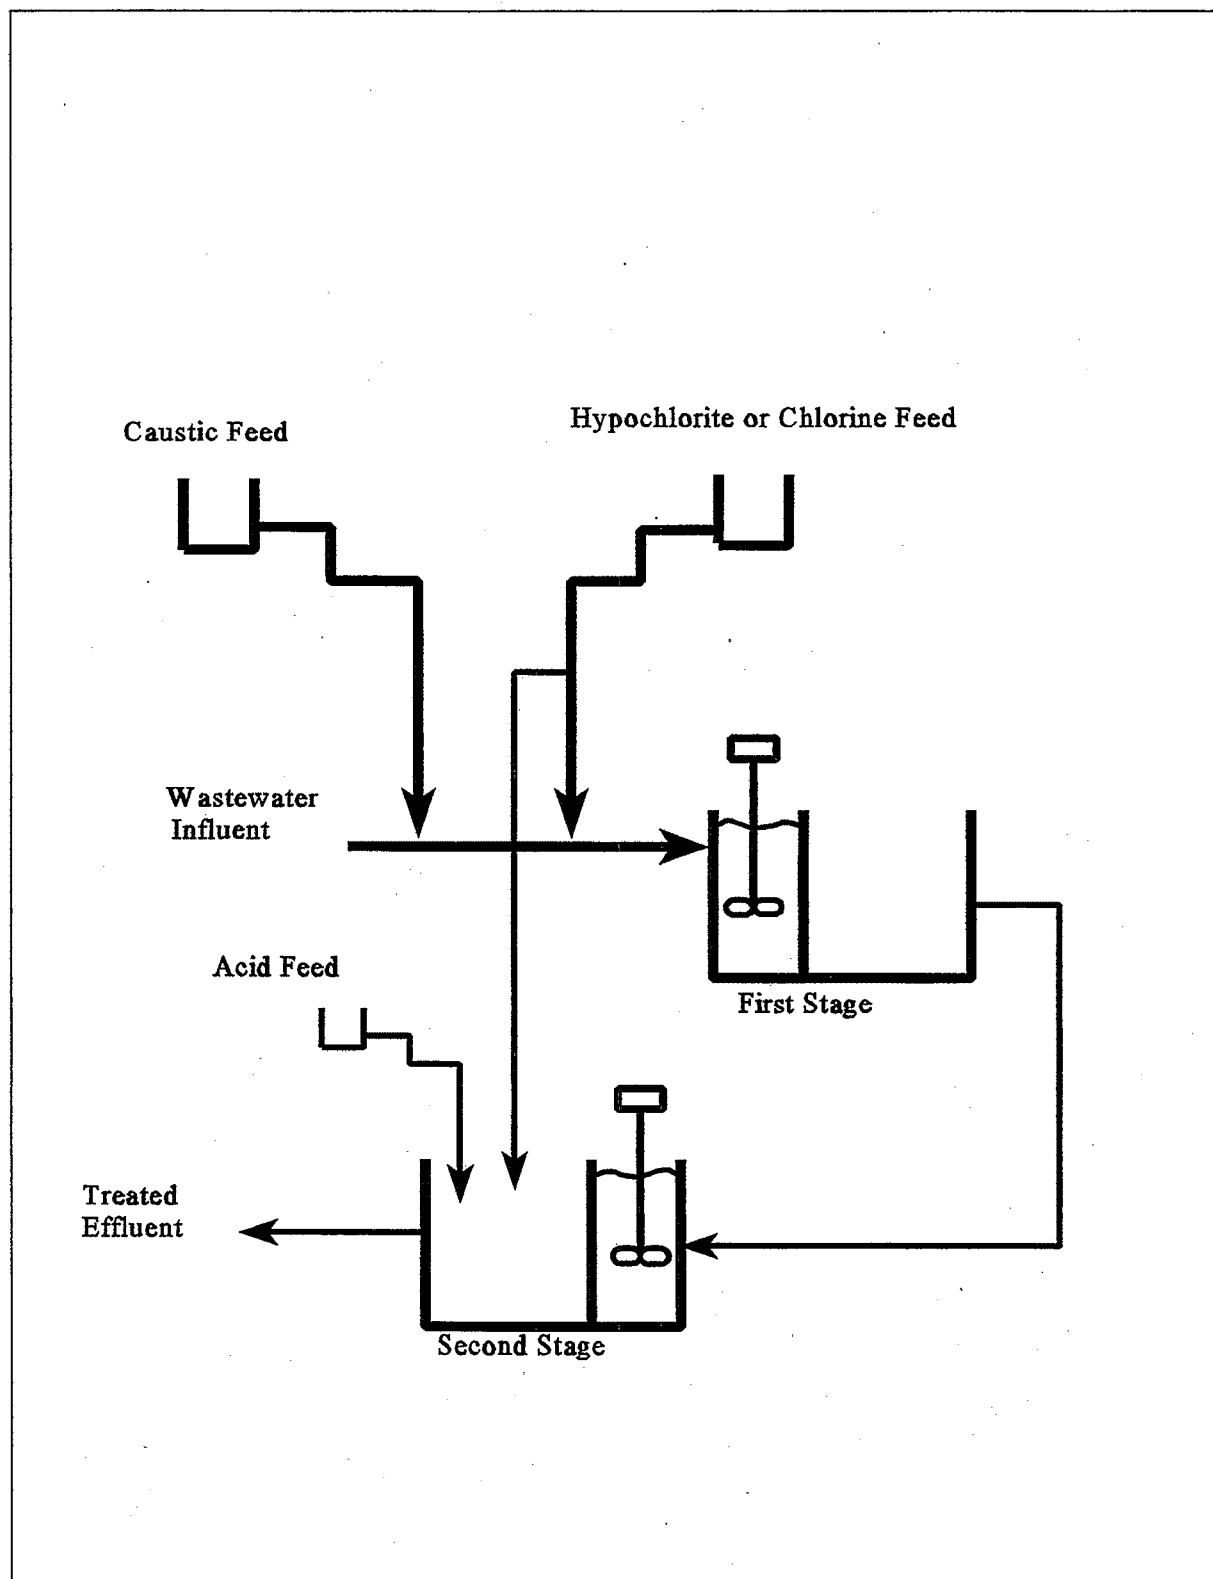 Caustic Feed
Hypochlorite or Chlorine Feed
Wastewater
Influent
Acid Feed
First Stage
Treated
Effluent
Second Stage